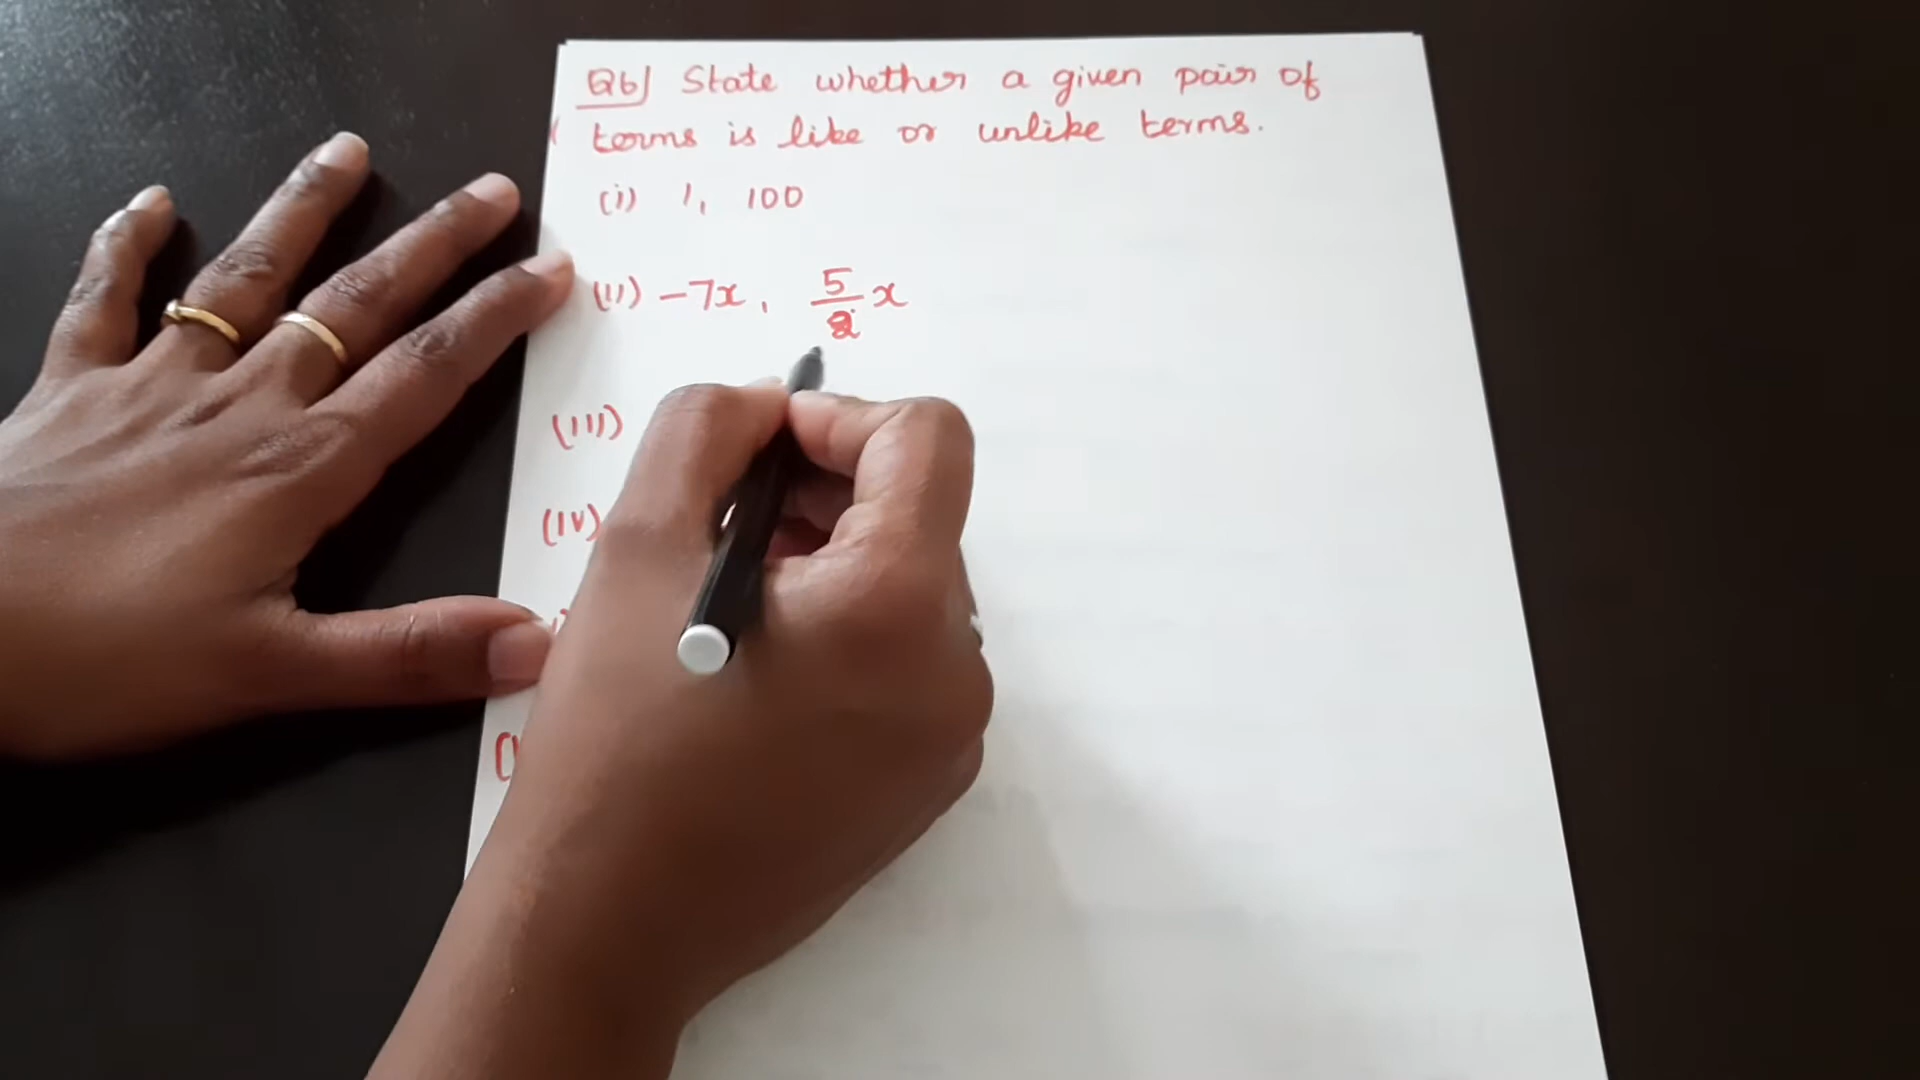 Q6) State whether a given pair of
terms is like or unlike terms.
(i) 1, 100
(ii) -7x, 5/2 x
(iii)
(iv)